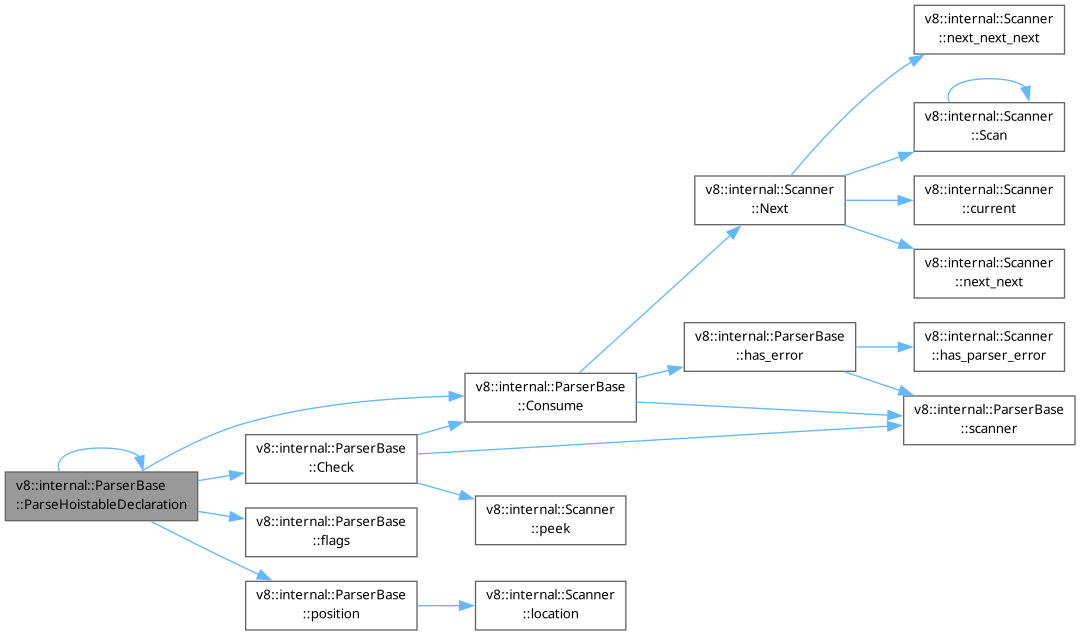 v8::internal::Scanner
::next_next_next
v8::internal::Scanner
::Scan
v8::internal::Scanner
::Next
v8::internal::Scanner
::current
v8::internal::Scanner
::next_next
v8::internal::ParserBase
::has_error
v8::internal::Scanner
::has_parser_error
v8::internal::ParserBase
::Consume
v8::internal::ParserBase
::scanner
v8::internal::ParserBase
::Check
v8::internal::ParserBase
::ParseHoistableDeclaration
v8::internal::Scanner
::peek
v8::internal::ParserBase
::flags
v8::internal::ParserBase
::position
v8::internal::Scanner
::location